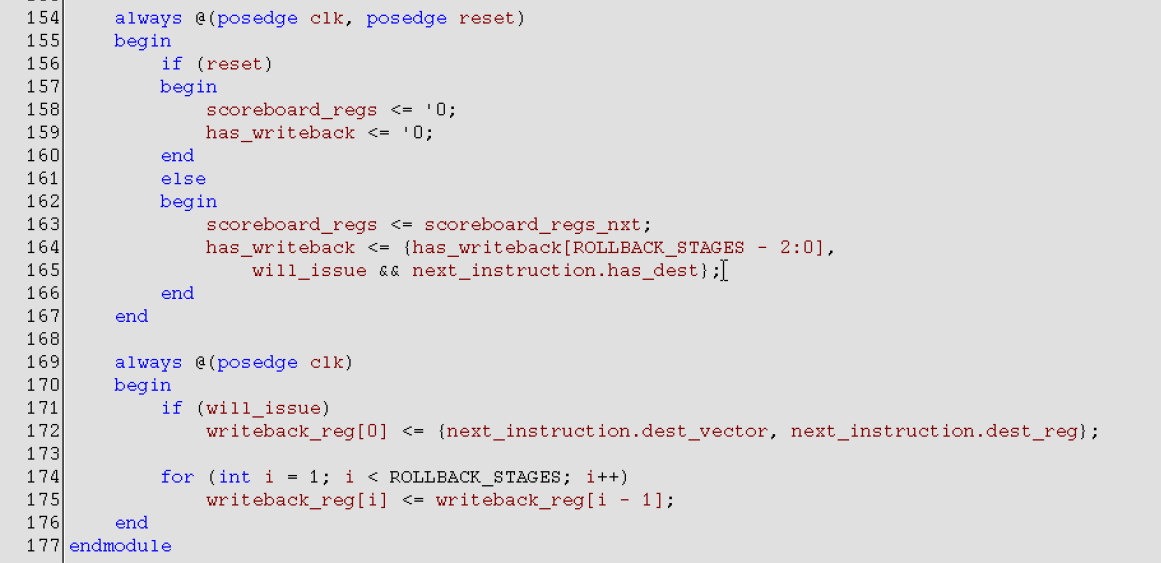 154 always @(posedge clk, posedge reset)
155 begin
156 if (reset)
157 begin
158 scoreboard_regs <= '0;
159 has_writeback <= '0;
160 end
161 else
162 begin
163 scoreboard_regs <= scoreboard_regs_nxt;
164 has_writeback <= {has_writeback[ROLLBACK_STAGES - 2:0],
165 will_issue && next_instruction.has_dest};
166 end
167 end
168
169 always @(posedge clk)
170 begin
171 if (will_issue)
172 writeback_reg[0] <= {next_instruction.dest_vector, next_instruction.dest_reg};
173
174 for (int i = 1; i < ROLLBACK_STAGES; i++)
175 writeback_reg[i] <= writeback_reg[i - 1];
176 end
177 endmodule